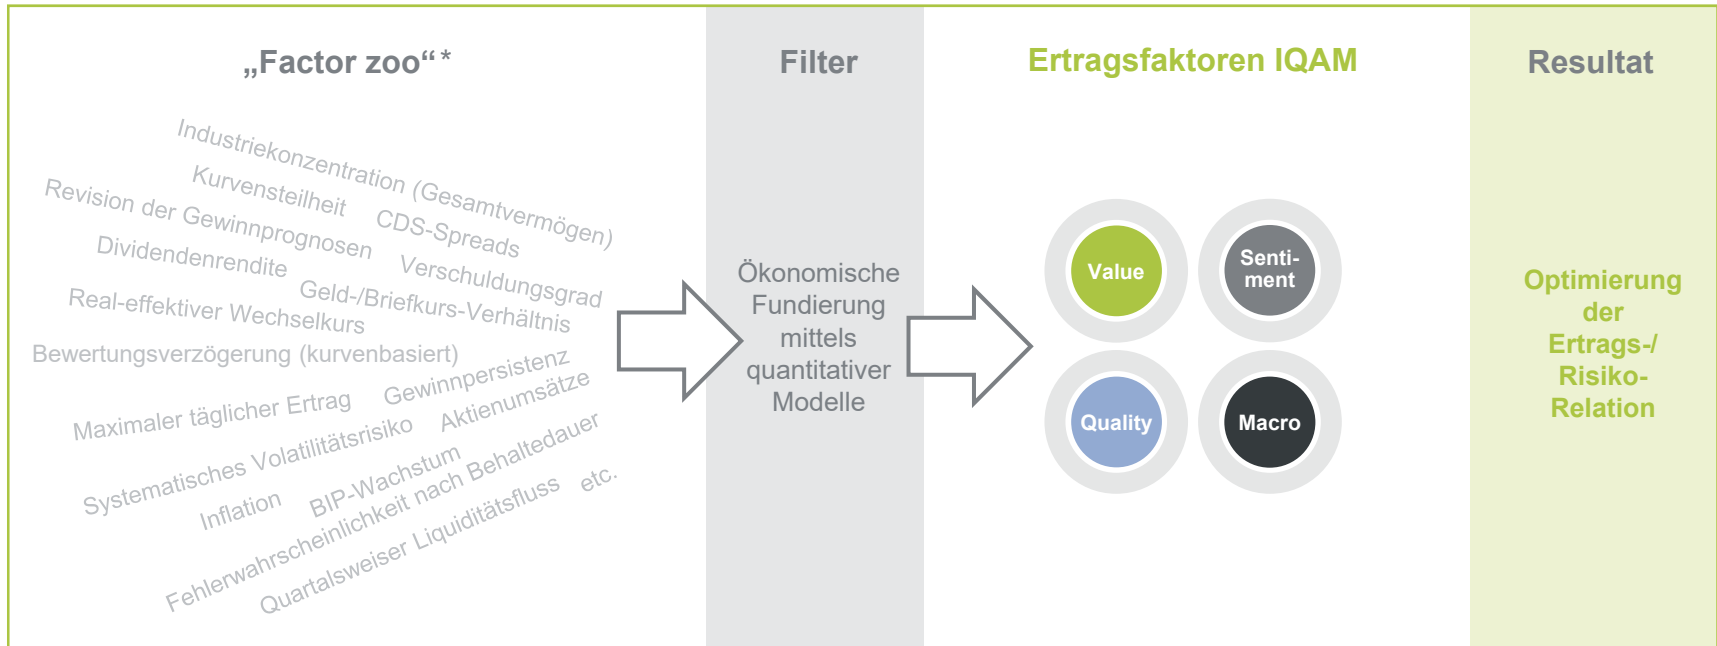 „Factor zoo“*
Industriekonzentration (Gesamtvermögen)
Kurvensteilheit
CDS-Spreads
Revision der Gewinnprognosen
Dividendenrendite
Verschuldungsgrad
Geld-/Briefkurs-Verhältnis
Real-effektiver Wechselkurs
Bewertungsverzögerung (kurvenbasiert)
Gewinnpersistenz
Maximaler täglicher Ertrag
Aktienumsätze
Systematisches Volatilitätsrisiko
BIP-Wachstum
Inflation
Fehlerwahrscheinlichkeit nach Behaltedauer
Quartalsweiser Liquiditätsfluss
etc.
Filter
Ökonomische
Fundierung
mittels
quantitativer
Modelle
Ertragsfaktoren IQAM
Value
Senti-
ment
Quality
Macro
Resultat
Optimierung
der
Ertrags-/
Risiko-
Relation